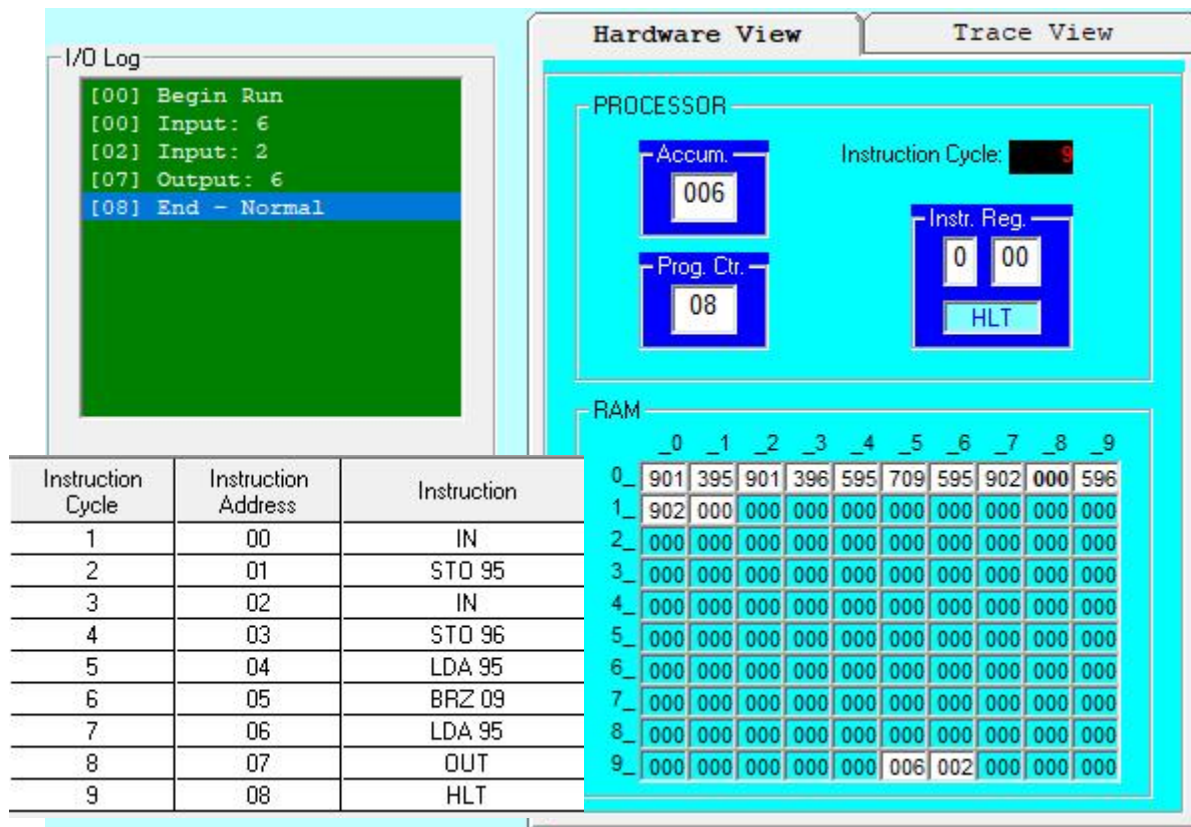 Hardware View
Trace View
I/O Log
[00] Begin Run
[00] Input: 6
[02] Input: 2
[07] Output: 6
[08] End - Normal
PROCESSOR
Accum.
006
Instruction Cycle: 9
Prog. Ctr.
08
Instr. Reg.
0 00
HLT
RAM
_0 _1 _2 _3 _4 _5 _6 _7 _8 _9
0_ 901 395 901 396 595 709 595 902 000 596
1_ 902 000 000 000 000 000 000 000 000 000
2_ 000 000 000 000 000 000 000 000 000 000
3_ 000 000 000 000 000 000 000 000 000 000
4_ 000 000 000 000 000 000 000 000 000 000
5_ 000 000 000 000 000 000 000 000 000 000
6_ 000 000 000 000 000 000 000 000 000 000
7_ 000 000 000 000 000 000 000 000 000 000
8_ 000 000 000 000 000 000 000 000 000 000
9_ 000 000 000 000 000 006 002 000 000 000
Instruction Cycle
Instruction Address
Instruction
1 00 IN
2 01 STO 95
3 02 IN
4 03 STO 96
5 04 LDA 95
6 05 BRZ 09
7 06 LDA 95
8 07 OUT
9 08 HLT